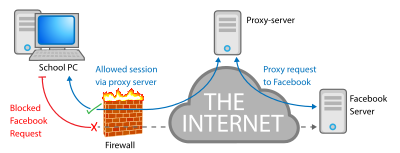 Proxy-server
School PC
Allowed session
via proxy server
Proxy request
to Facebook
THE
INTERNET
Blocked
Facebook
Request
Firewall
Facebook
Server